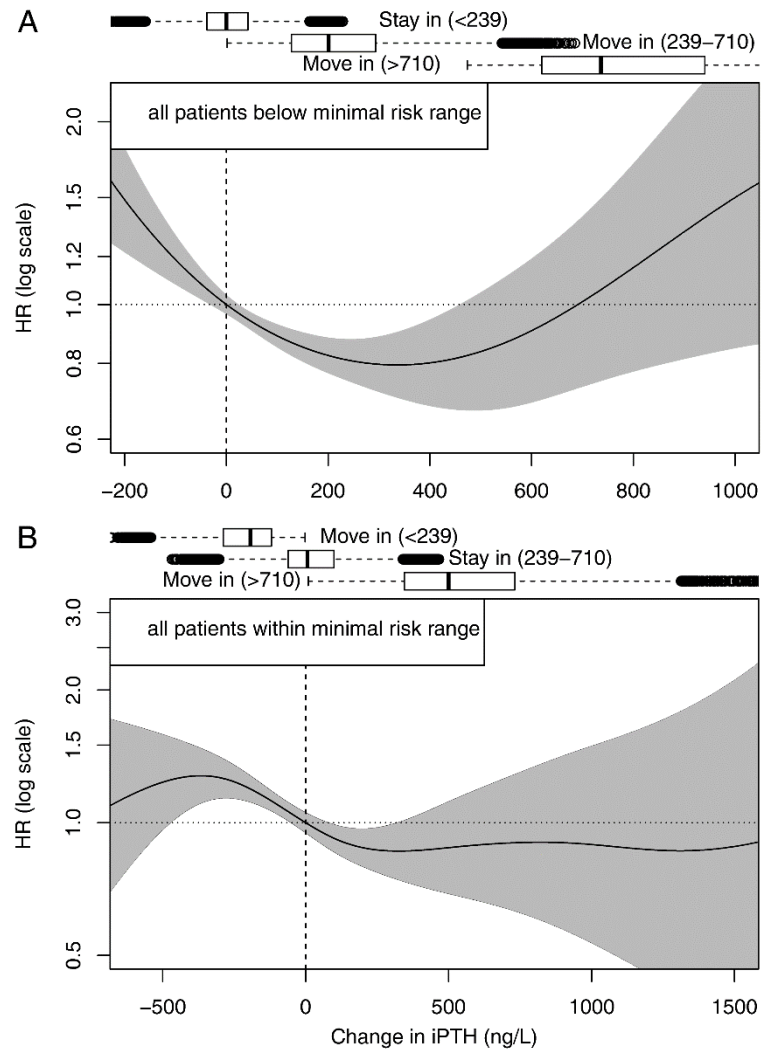 A
Stay in (<239)
Move in (239–710)
Move in (>710)
all patients below minimal risk range
HR (log scale)
2.0
1.5
1.2
1.0
0.8
0.6
−200 0 200 400 600 800 1000
B
Move in (<239)
Stay in (239–710)
Move in (>710)
all patients within minimal risk range
HR (log scale)
3.0
2.0
1.5
1.0
0.5
−500 0 500 1000 1500
Change in iPTH (ng/L)